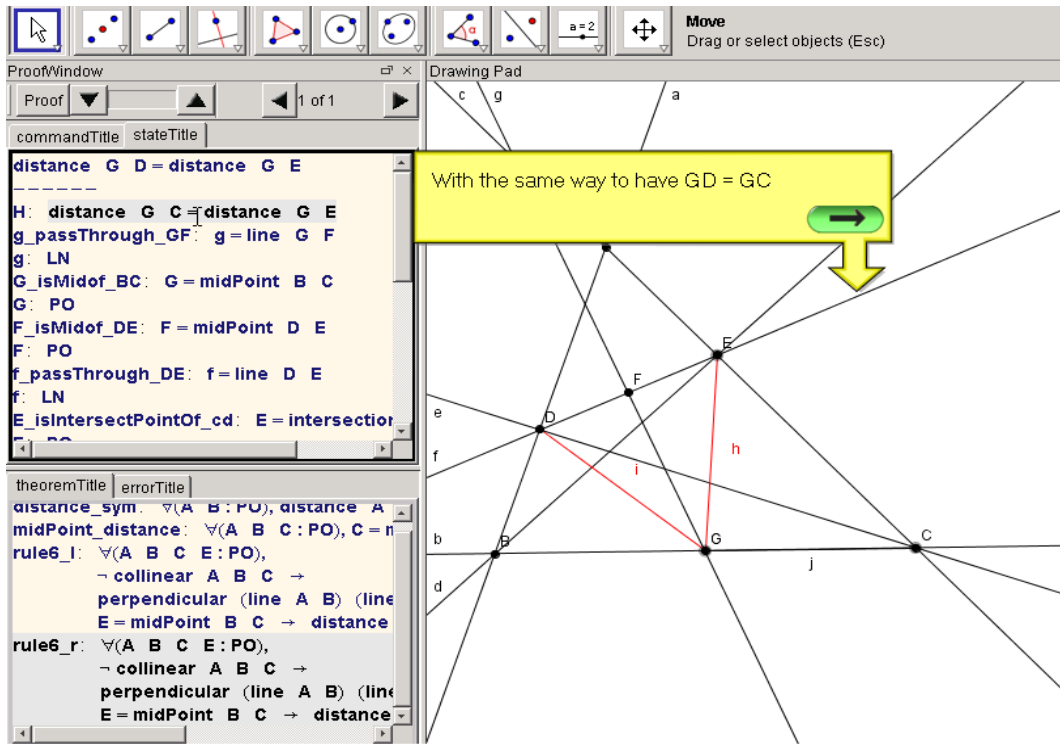 a = 2
Move
Drag or select objects (Esc)
ProofWindow
Drawing Pad
Proof
1 of 1
commandTitle stateTitle
distance G D = distance G E
------
H: distance G C = distance G E
g_passThrough_GF: g = line G F
g: LN
G_isMidof_BC: G = midPoint B C
G: PO
F_isMidof_DE: F = midPoint D E
F: PO
f_passThrough_DE: f = line D E
f: LN
E_isIntersectPointOf_cd: E = intersection
theoremTitle errorTitle
distance_sym: ∀(A B : PO), distance A
midPoint_distance: ∀(A B C : PO), C = m
rule6_l: ∀(A B C E : PO),
¬ collinear A B C →
perpendicular (line A B) (line
E = midPoint B C → distance
rule6_r: ∀(A B C E : PO),
¬ collinear A B C →
perpendicular (line A B) (line
E = midPoint B C → distance
c g a
With the same way to have GD = GC
E
F
e
D
h
f
i
b
B
G
C
j
d
α